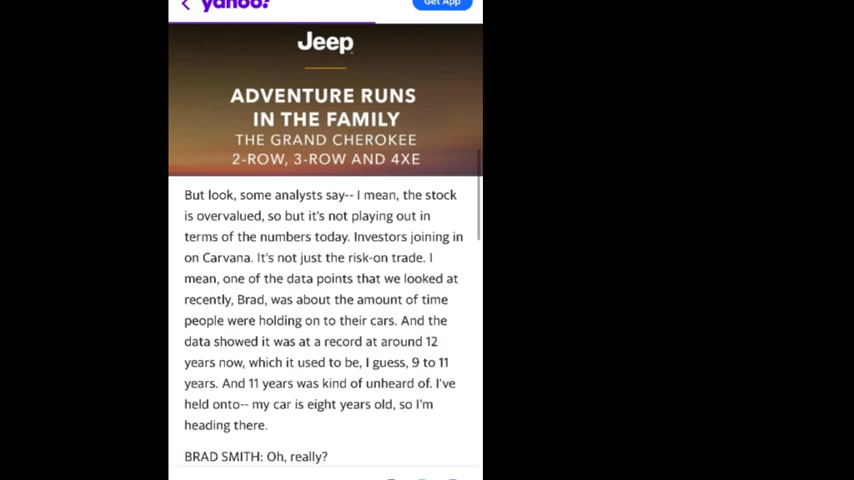 yahoo!
Get App
Jeep
ADVENTURE RUNS
IN THE FAMILY
THE GRAND CHEROKEE
2-ROW, 3-ROW AND 4XE
But look, some analysts say-- I mean, the stock
is overvalued, so but it's not playing out in
terms of the numbers today. Investors joining in
on Carvana. It's not just the risk-on trade. I
mean, one of the data points that we looked at
recently, Brad, was about the amount of time
people were holding on to their cars. And the
data showed it was at a record at around 12
years now, which it used to be, I guess, 9 to 11
years. And 11 years was kind of unheard of. I've
held onto-- my car is eight years old, so I'm
heading there.
BRAD SMITH: Oh, really?